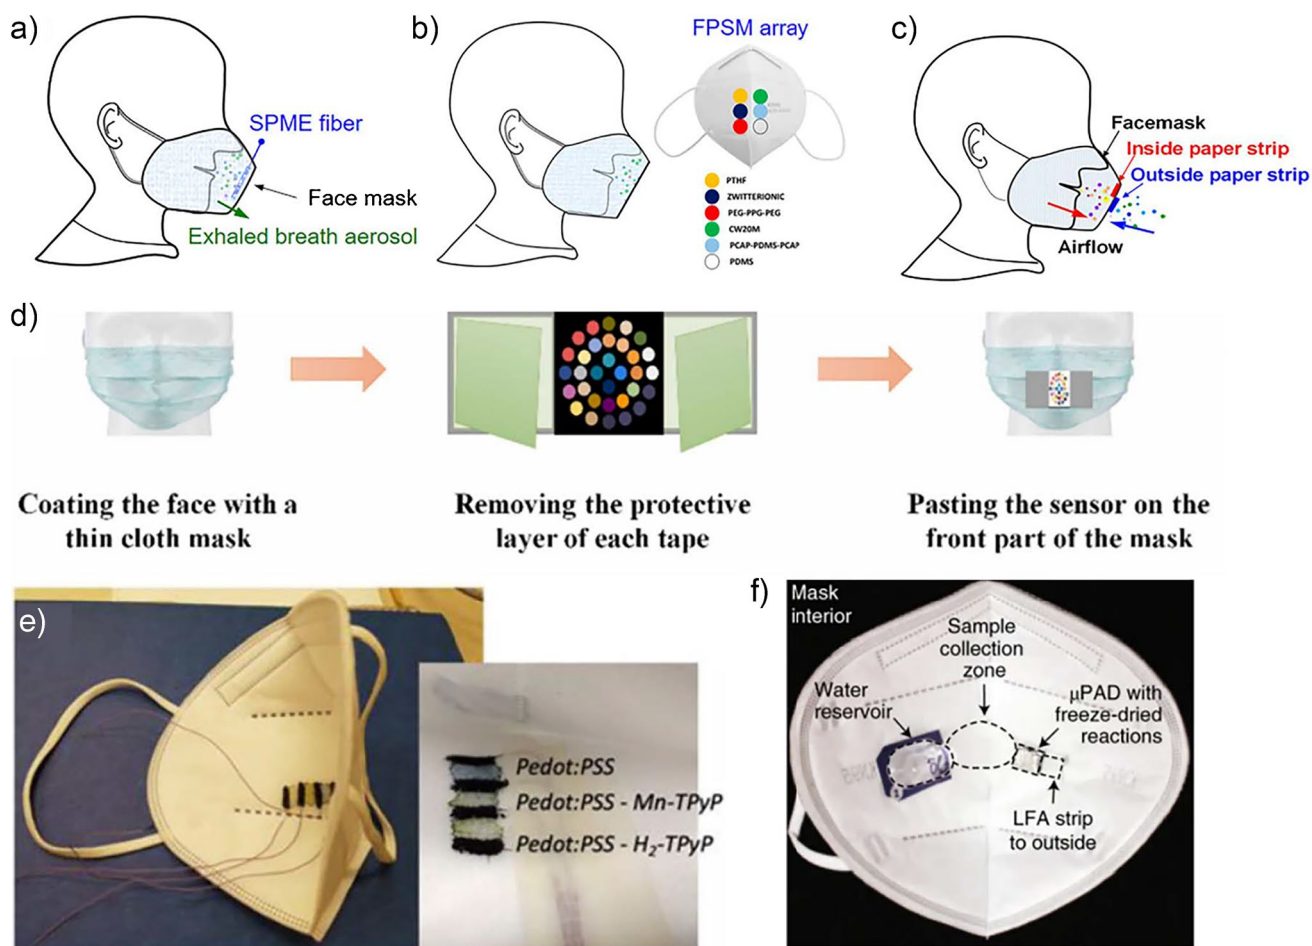 a)
SPME fiber
Face mask
Exhaled breath aerosol
b)
FPSM array
PTHF
ZWITTERIONIC
PEG-PPG-PEG
CW20M
PCAP-PDMS-PCAP
PDMS
c)
Facemask
Inside paper strip
Outside paper strip
Airflow
d)
Coating the face with a
thin cloth mask
Removing the protective
layer of each tape
Pasting the sensor on the
front part of the mask
e)
Pedot:PSS
Pedot:PSS - Mn-TPyP
Pedot:PSS - H₂-TPyP
f)
Mask
interior
Sample
collection
zone
Water
reservoir
µPAD with
freeze-dried
reactions
LFA strip
to outside